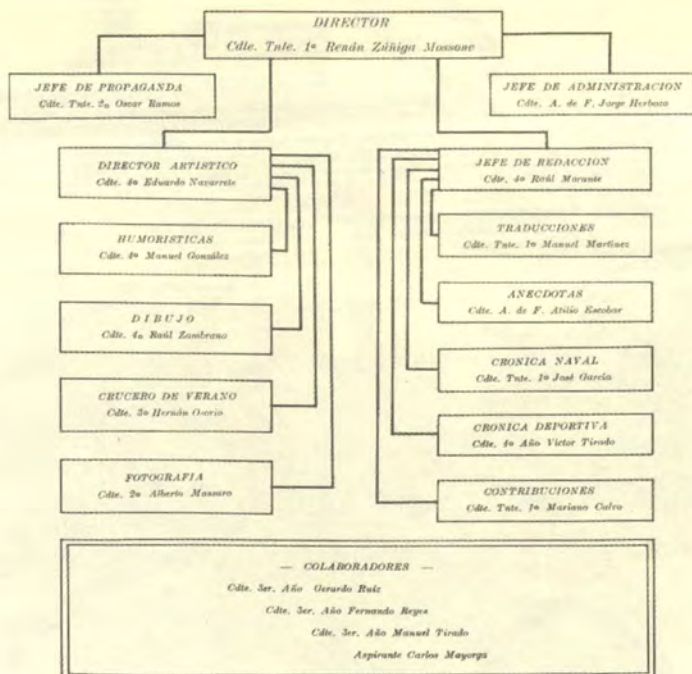 DIRECTOR
Cdte. Tnte. 1º Renán Zúñiga Massone
JEFE DE PROPAGANDA
Cdte. Tnte. 2º Oscar Ramos
JEFE DE ADMINISTRACION
Cdte. A. de F. Jorge Herboso
DIRECTOR ARTISTICO
Cdte. 4º Eduardo Navarrete
JEFE DE REDACCION
Cdte. 4º Raúl Morante
HUMORISTICAS
Cdte. 4º Manuel González
TRADUCCIONES
Cdte. Tnte. 1º Manuel Martínez
DIBUJO
Cdte. 4º Raúl Zambrano
ANECDOTAS
Cdte. A. de F. Atilio Escobar
CRUCERO DE VERANO
Cdte. 3º Hernán Osorio
CRONICA NAVAL
Cdte. Tnte. 1º José García
FOTOGRAFIA
Cdte. 2º Alberto Massaro
CRONICA DEPORTIVA
Cdte. 4º Año Víctor Tirado
CONTRIBUCIONES
Cdte. Tnte. 1º Mariano Calvo
— COLABORADORES —
Cdte. 3er. Año Gerardo Ruiz
Cdte. 3er. Año Fernando Reyes
Cdte. 3er. Año Manuel Tirado
Aspirante Carlos Mayorga